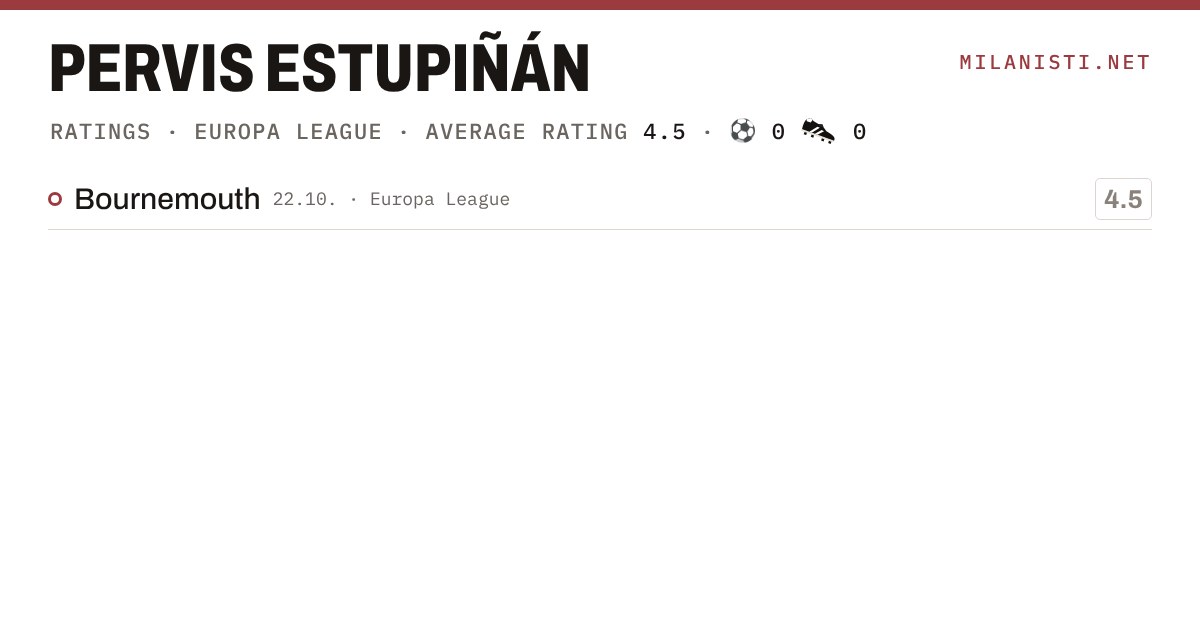 PERVIS ESTUPIÑÁN
MILANISTI.NET
RATINGS · EUROPA LEAGUE · AVERAGE RATING 4.5 · ⚽ 0 0
Bournemouth 22.10. · Europa League 4.5